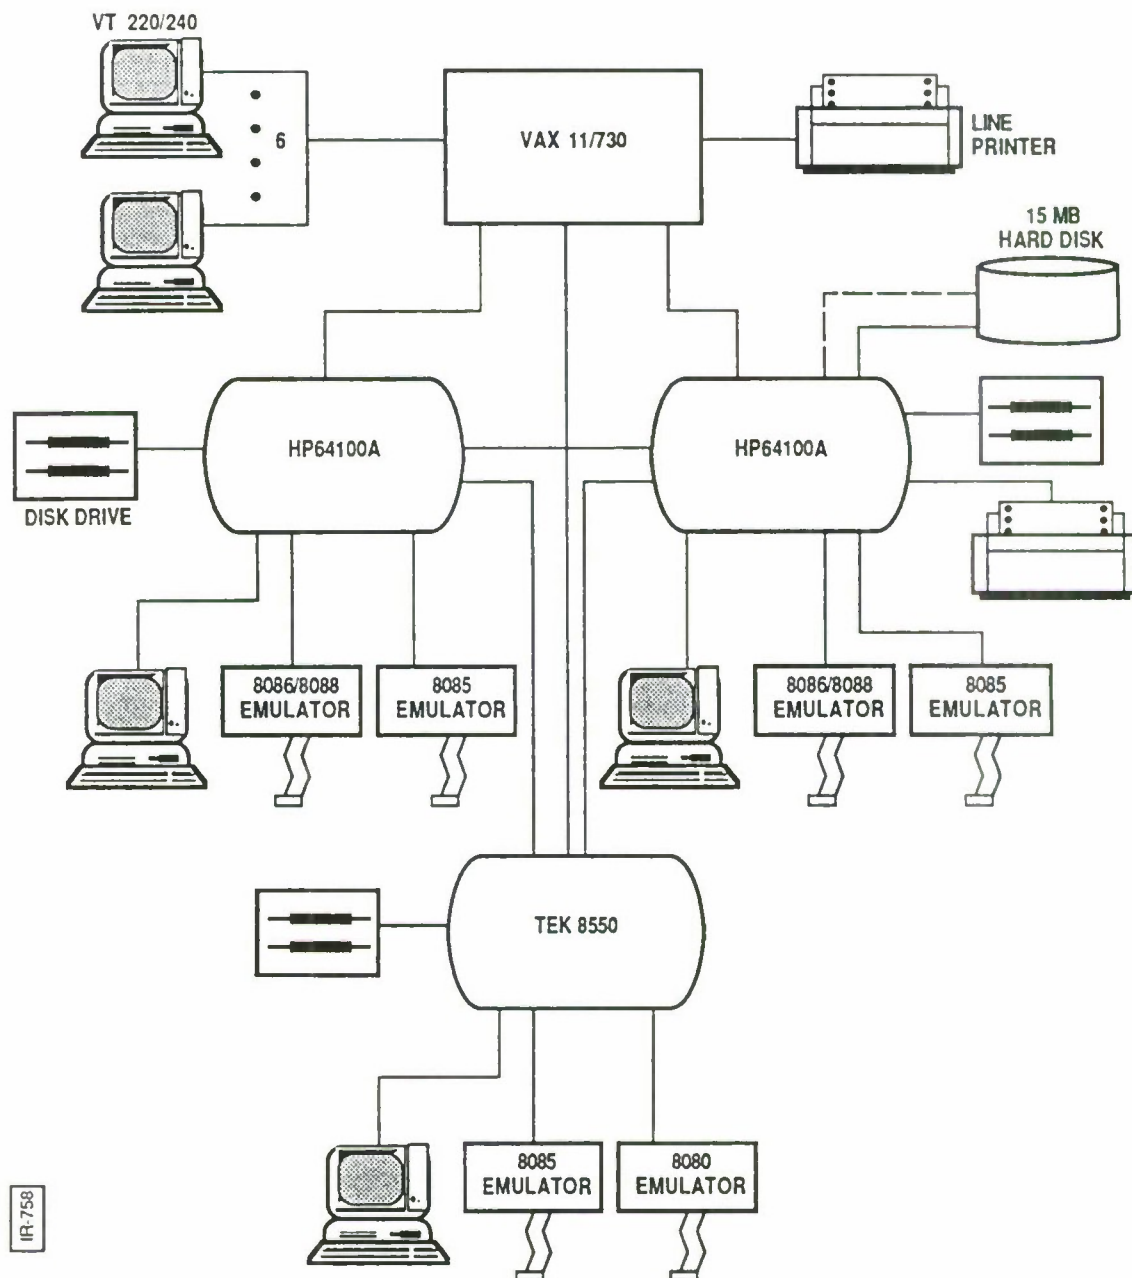 VT 220/240
6
VAX 11/730
LINE
PRINTER
15 MB
HARD DISK
HP64100A
HP64100A
DISK DRIVE
8086/8088
EMULATOR
8085
EMULATOR
8086/8088
EMULATOR
8085
EMULATOR
TEK 8550
8085
EMULATOR
8080
EMULATOR
IR-758